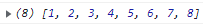 ▸ (8) [1, 2, 3, 4, 5, 6, 7, 8]